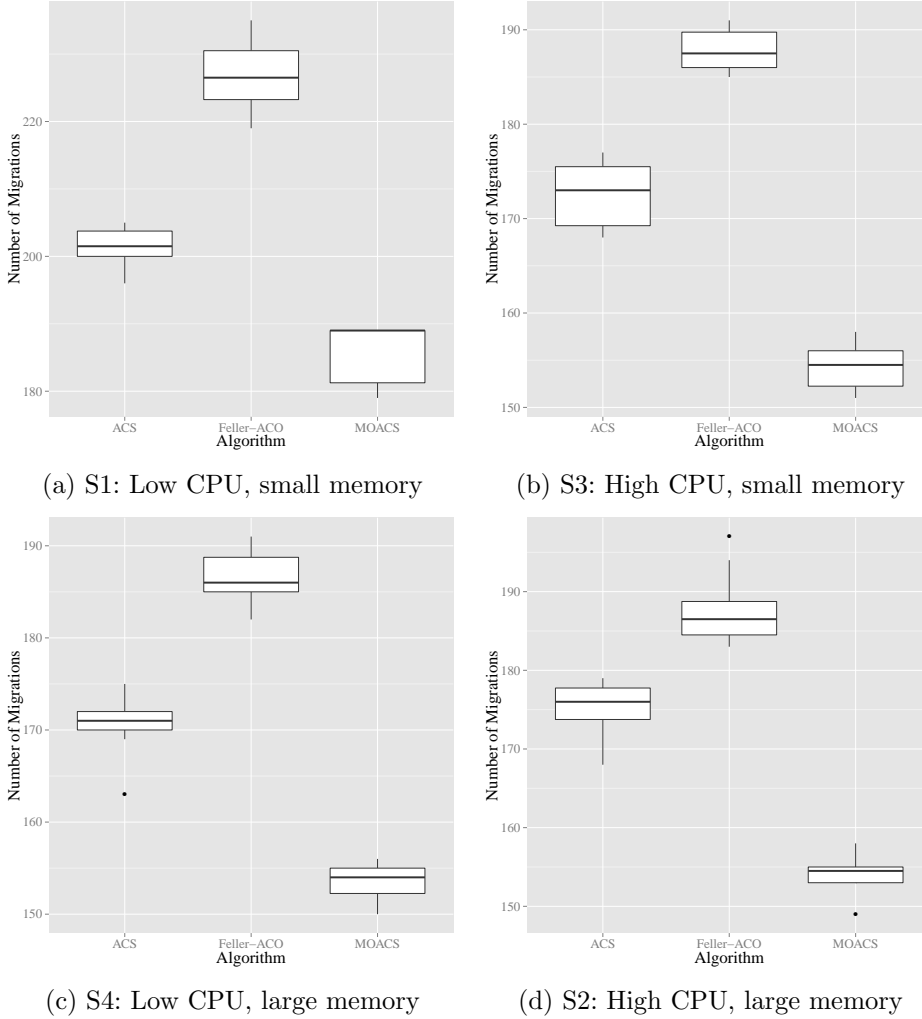 Number of Migrations
220
200
180
ACS Feller−ACO MOACS
Algorithm
(a) S1: Low CPU, small memory
Number of Migrations
190
180
170
160
150
ACS Feller−ACO MOACS
Algorithm
(b) S3: High CPU, small memory
Number of Migrations
190
180
170
160
150
ACS Feller−ACO MOACS
Algorithm
(c) S4: Low CPU, large memory
Number of Migrations
190
180
170
160
150
ACS Feller−ACO MOACS
Algorithm
(d) S2: High CPU, large memory